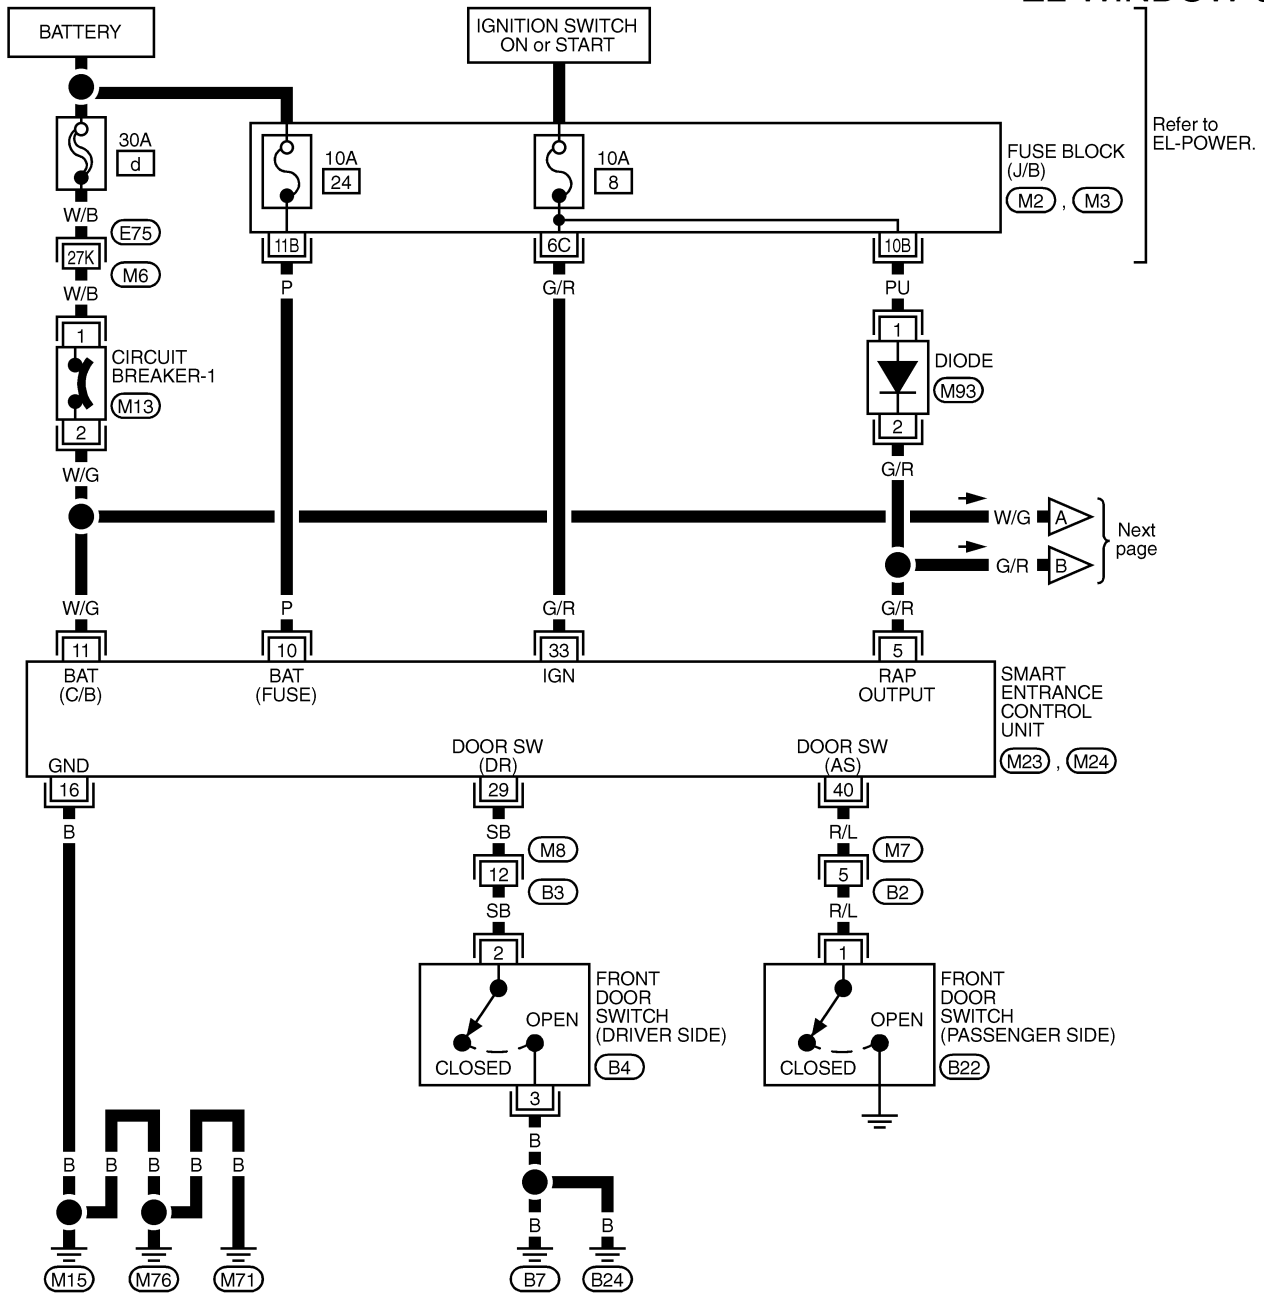 BATTERY
IGNITION SWITCH
ON or START
Refer to
EL-POWER.
30A
d
10A
24
10A
8
FUSE BLOCK
(J/B)
M2 , M3
W/B
E75
27K
M6
W/B
11B
6C
10B
P
G/R
PU
1
CIRCUIT
BREAKER-1
M13
2
1
DIODE
M93
2
W/G
G/R
W/G
A
G/R
B
Next
page
W/G
P
G/R
G/R
11
10
33
5
BAT
(C/B)
BAT
(FUSE)
IGN
RAP
OUTPUT
SMART
ENTRANCE
CONTROL
UNIT
M23 , M24
GND
DOOR SW
(DR)
DOOR SW
(AS)
16
29
40
B
SB
R/L
M8
M7
12
5
B3
B2
SB
R/L
2
1
OPEN
CLOSED
FRONT
DOOR
SWITCH
(DRIVER SIDE)
B4
OPEN
CLOSED
FRONT
DOOR
SWITCH
(PASSENGER SIDE)
B22
3
B
B
B
B
B
B
B
B
M15
M76
M71
B7
B24